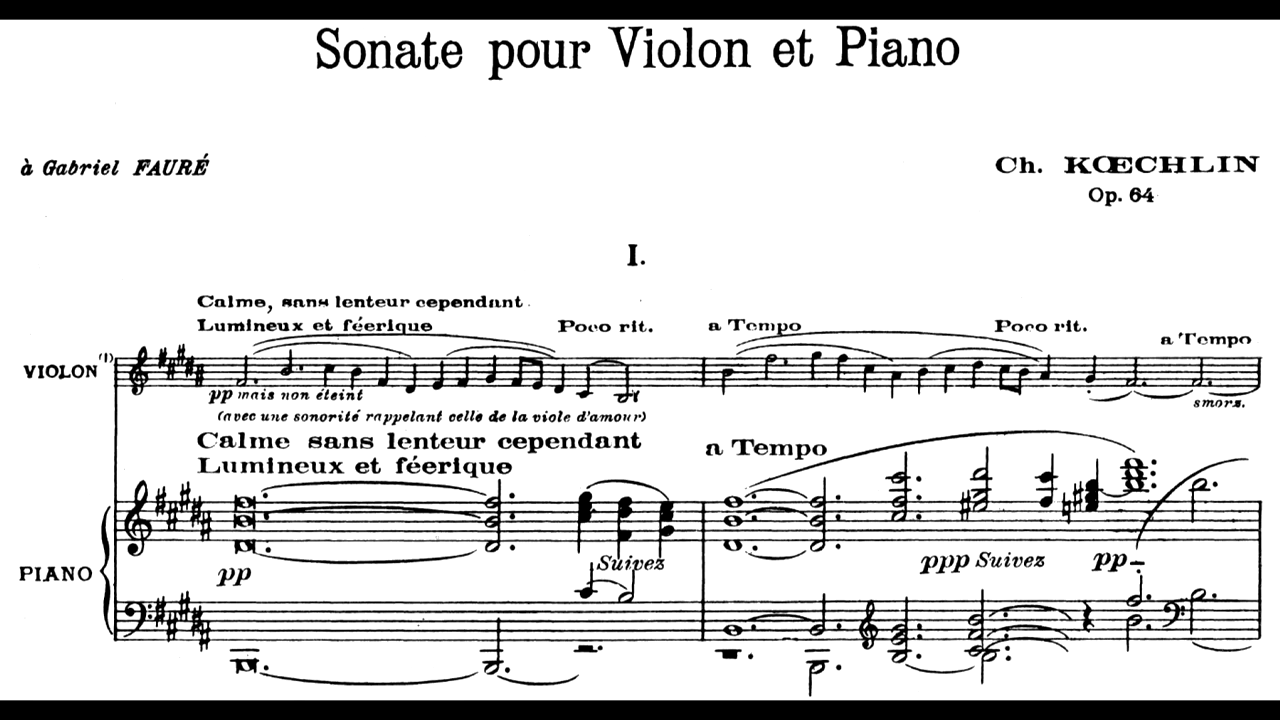 Sonate pour Violon et Piano
à Gabriel FAURÉ
Ch. KŒCHLIN
Op. 64
I.
Calme, sans lenteur cependant
Lumineux et féerique
Poco rit.
a Tempo
Poco rit.
a Tempo
VIOLON (1)
pp mais non éteint
smorz.
(avec une sonorité rappelant celle de la viole d'amour)
Calme sans lenteur cependant
Lumineux et féerique
a Tempo
PIANO
pp
Suivez
ppp Suivez
pp